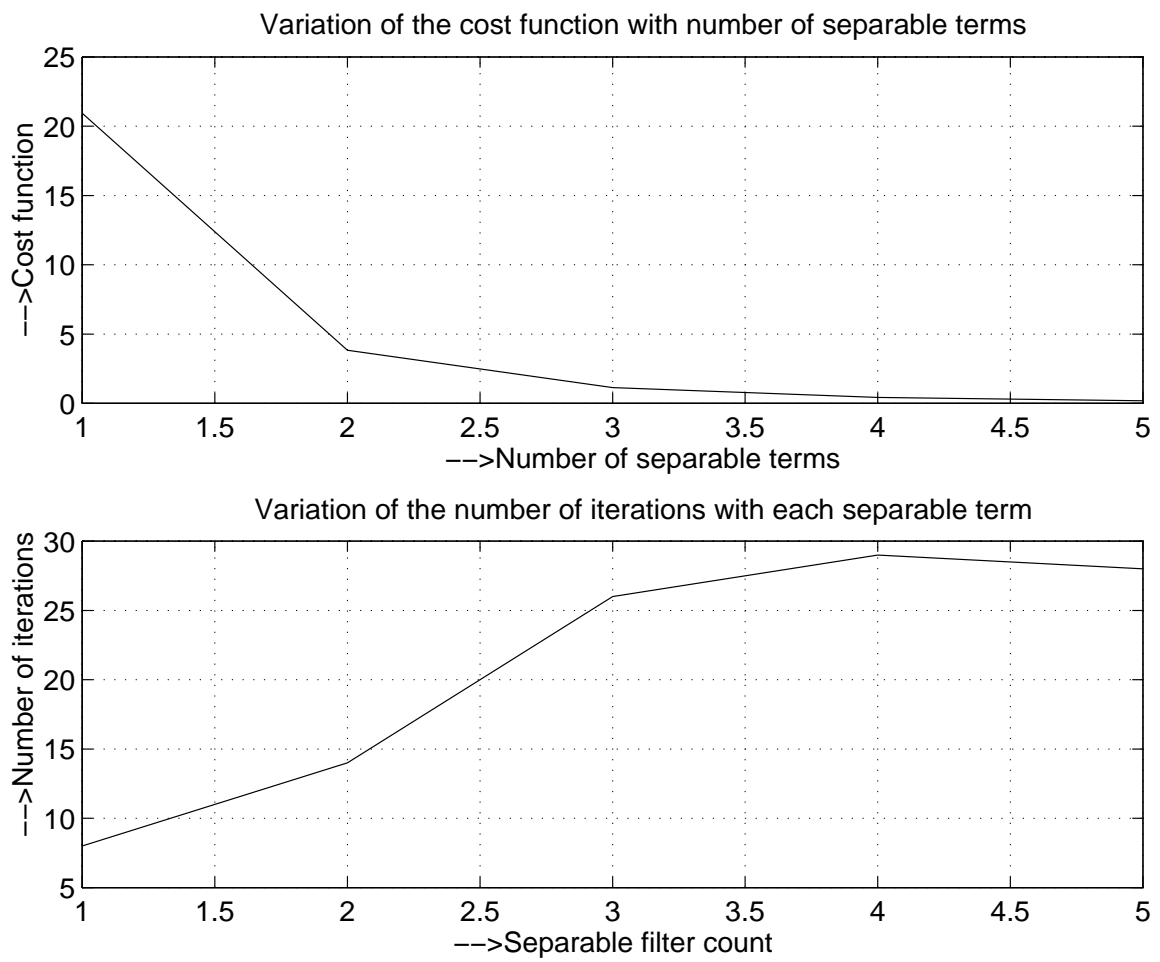 Variation of the cost function with number of separable terms
25
20
15
10
5
0
-->Cost function
1 1.5 2 2.5 3 3.5 4 4.5 5
-->Number of separable terms
Variation of the number of iterations with each separable term
30
25
20
15
10
5
-->Number of iterations
1 1.5 2 2.5 3 3.5 4 4.5 5
-->Separable filter count